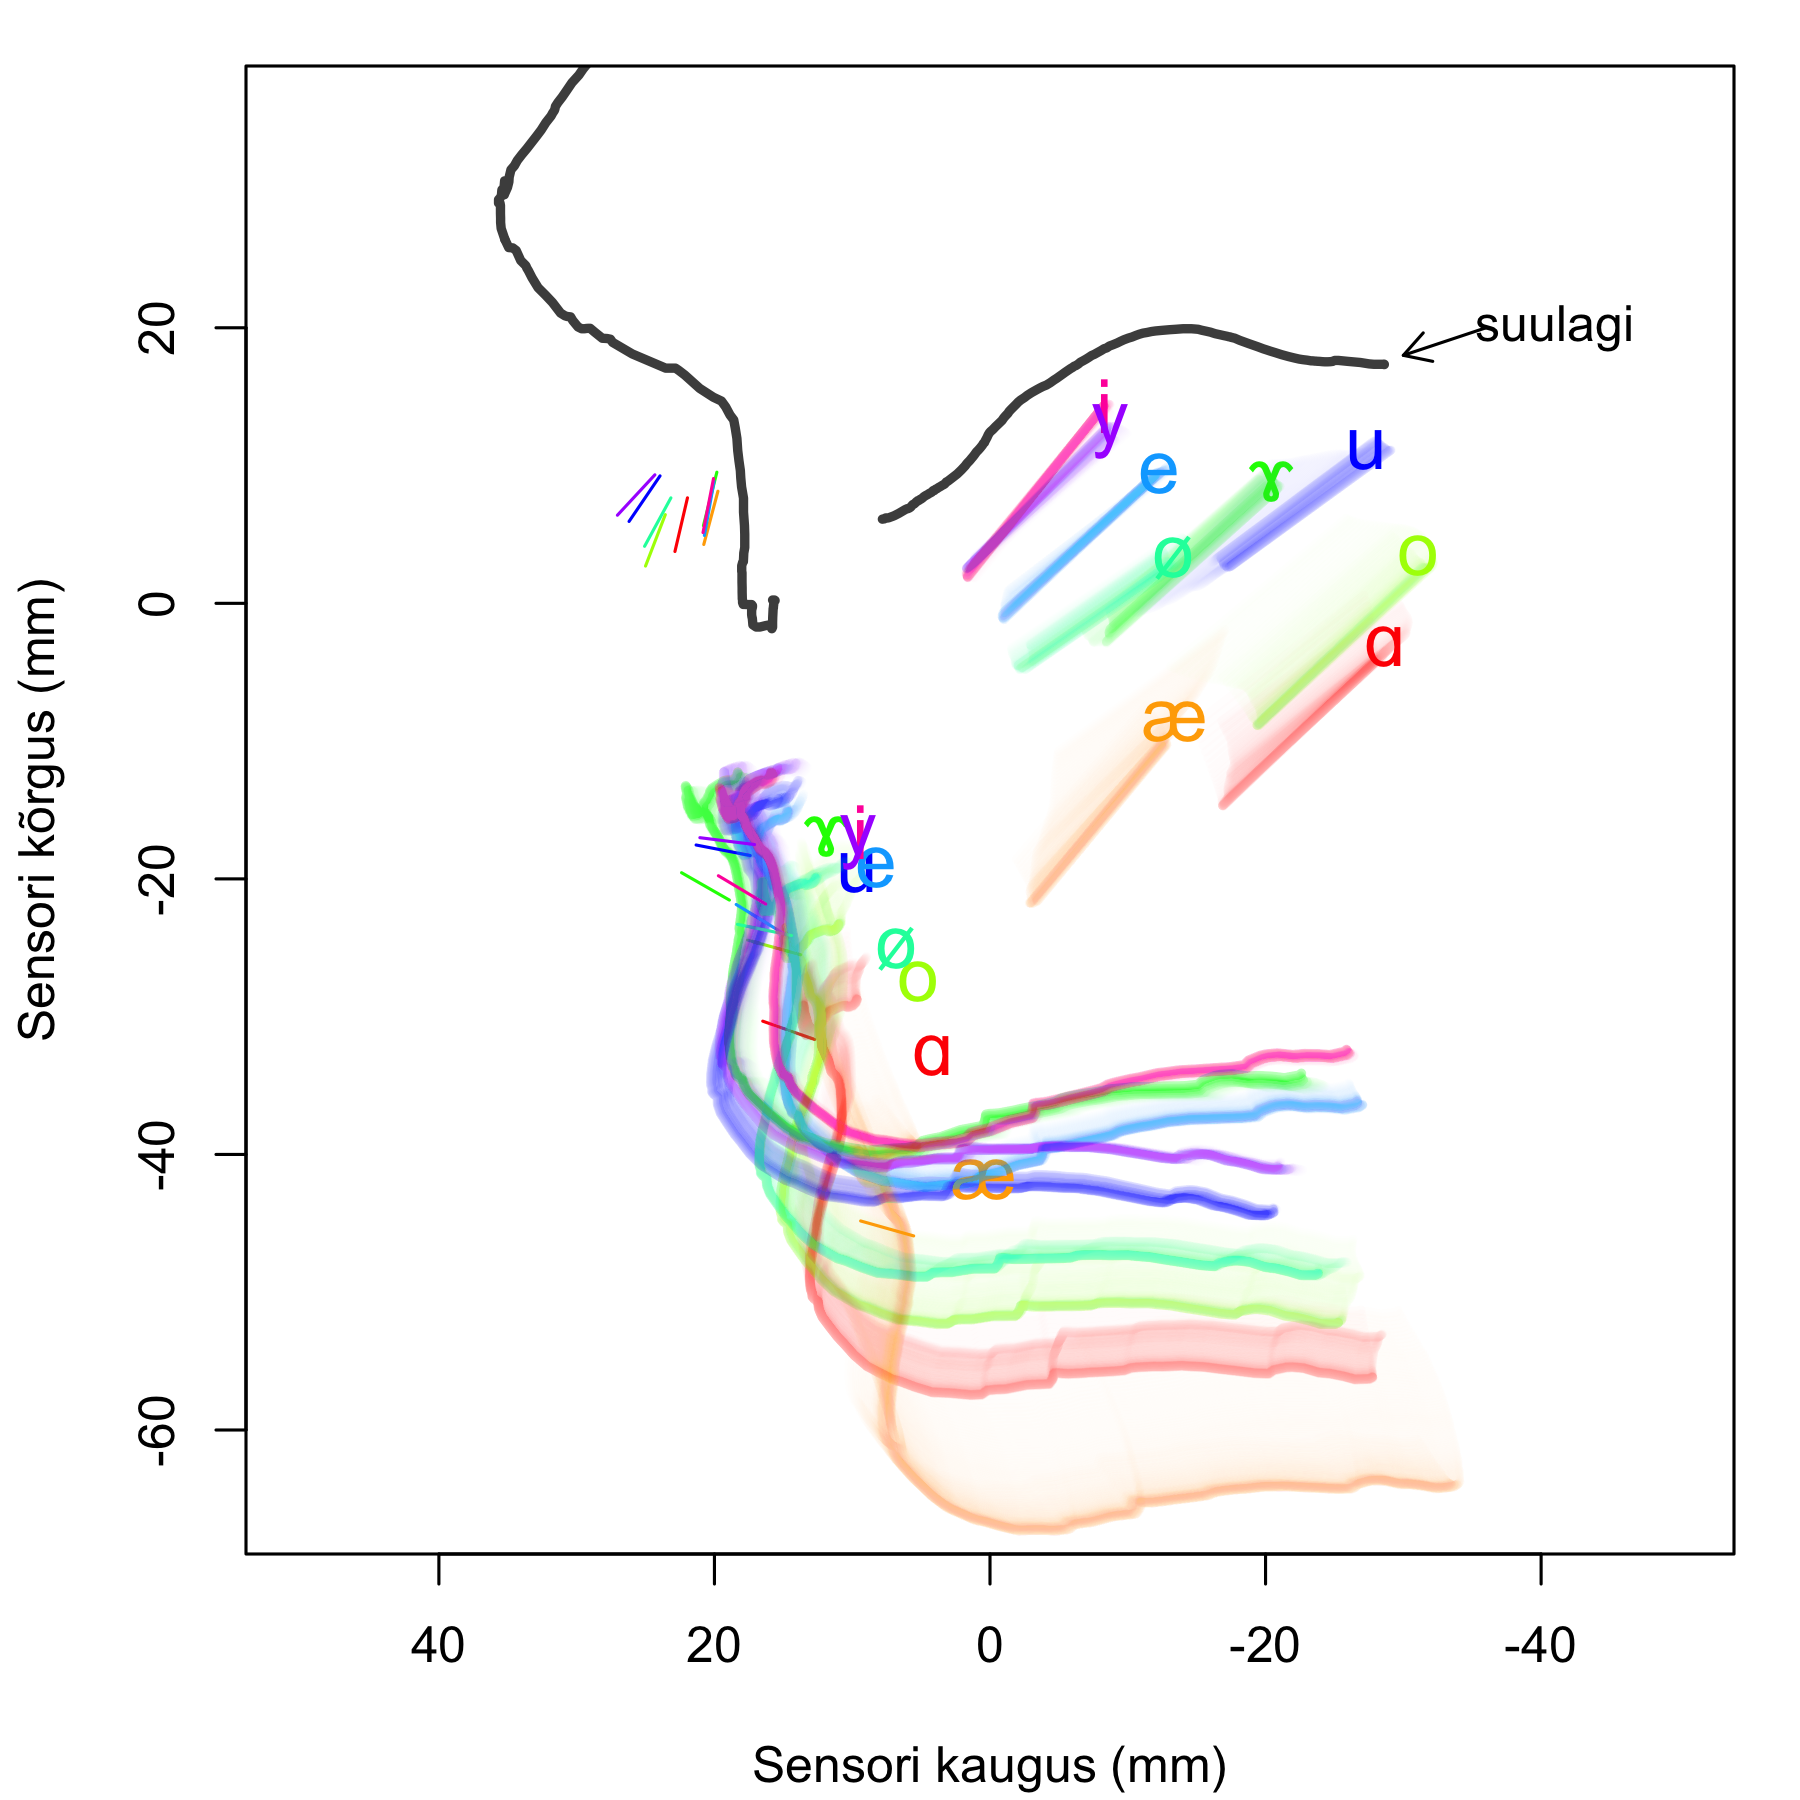 20
0
-20
-40
-60
Sensori kõrgus (mm)
suulagi
i
y
e
ɤ
u
ø
o
ɑ
æ
ɤ
y
i
u
e
ø
o
ɑ
æ
40
20
0
-20
-40
Sensori kaugus (mm)